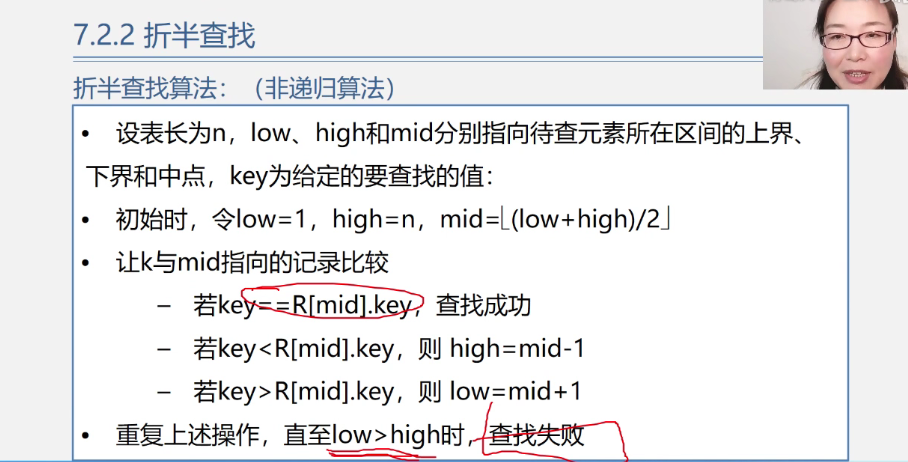 7.2.2 折半查找
折半查找算法：（非递归算法）
• 设表长为n，low、high和mid分别指向待查元素所在区间的上界、
下界和中点，key为给定的要查找的值：
• 初始时，令low=1，high=n，mid=⌊(low+high)/2⌋
• 让k与mid指向的记录比较
– 若key==R[mid].key，查找成功
– 若key<R[mid].key，则 high=mid-1
– 若key>R[mid].key，则 low=mid+1
• 重复上述操作，直至low>high时，查找失败